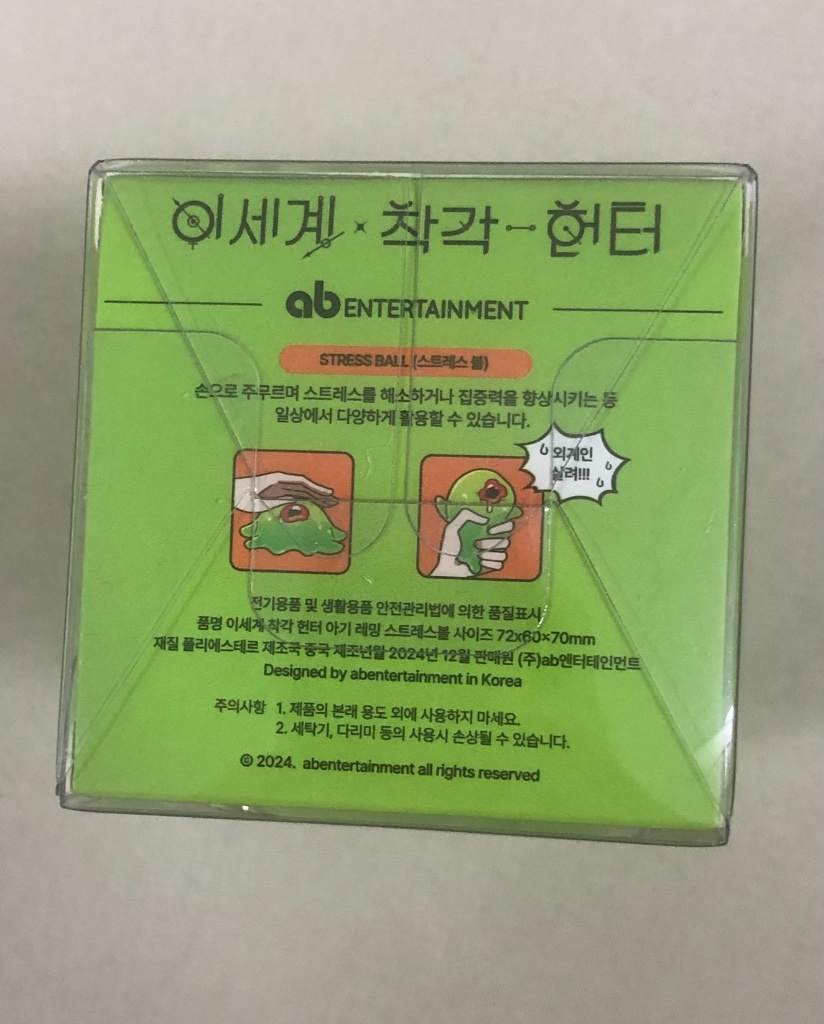 이세계 착각 헌터
ab ENTERTAINMENT
STRESS BALL (스트레스 볼)
손으로 주무르며 스트레스를 해소하거나 집중력을 향상시키는 등
일상에서 다양하게 활용할 수 있습니다.
외계인
살려!!!
전기용품 및 생활용품 안전관리법에 의한 품질표시
품명 이세계 착각 헌터 아기 레밍 스트레스볼 사이즈 72x60×70mm
재질 폴리에스테르 제조국 중국 제조년월 2024년 12월 판매원 (주)ab엔터테인먼트
Designed by abentertainment in Korea
주의사항 1. 제품의 본래 용도 외에 사용하지 마세요.
2. 세탁기, 다리미 등의 사용시 손상될 수 있습니다.
© 2024. abentertainment all rights reserved